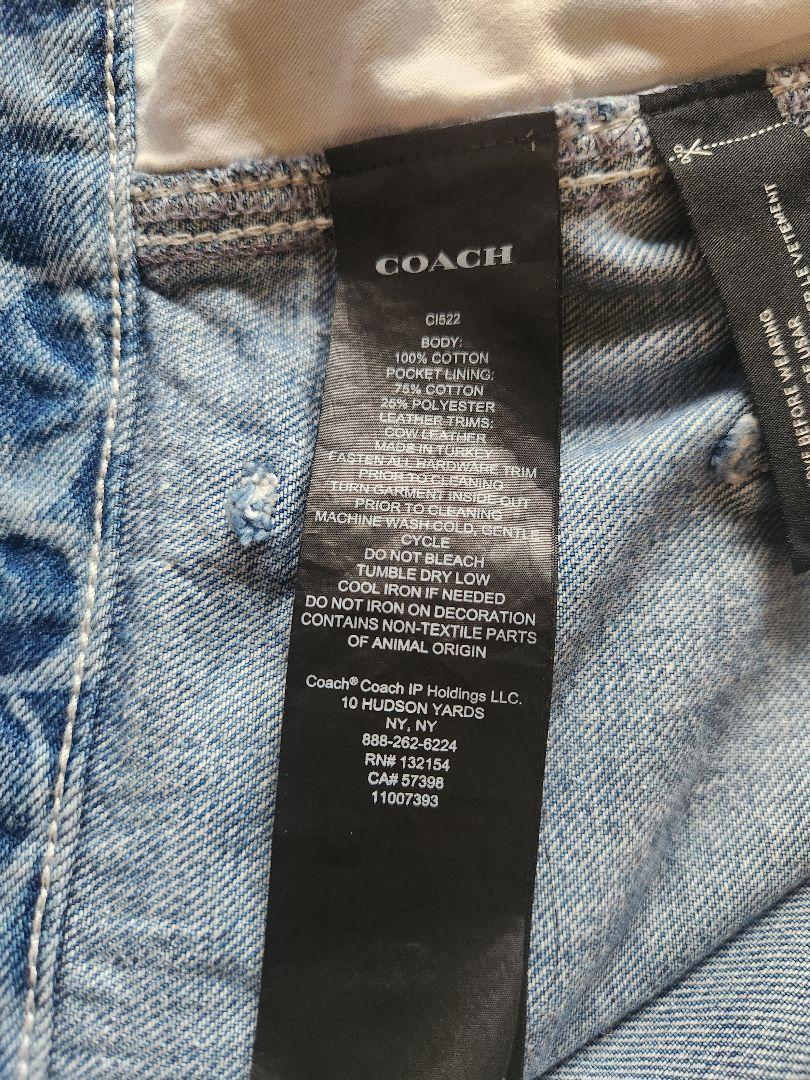 COACH
CI522
BODY:
100% COTTON
POCKET LINING:
75% COTTON
25% POLYESTER
LEATHER TRIMS:
COW LEATHER
MADE IN TURKEY
FASTEN ALL HARDWARE TRIM
PRIOR TO CLEANING
TURN GARMENT INSIDE OUT
PRIOR TO CLEANING
MACHINE WASH COLD, GENTLE
CYCLE
DO NOT BLEACH
TUMBLE DRY LOW
COOL IRON IF NEEDED
DO NOT IRON ON DECORATION
CONTAINS NON-TEXTILE PARTS
OF ANIMAL ORIGIN
Coach® Coach IP Holdings LLC.
10 HUDSON YARDS
NY, NY
888-262-6224
RN# 132154
CA# 57398
11007393
BEFORE WEARING
VETEMENT